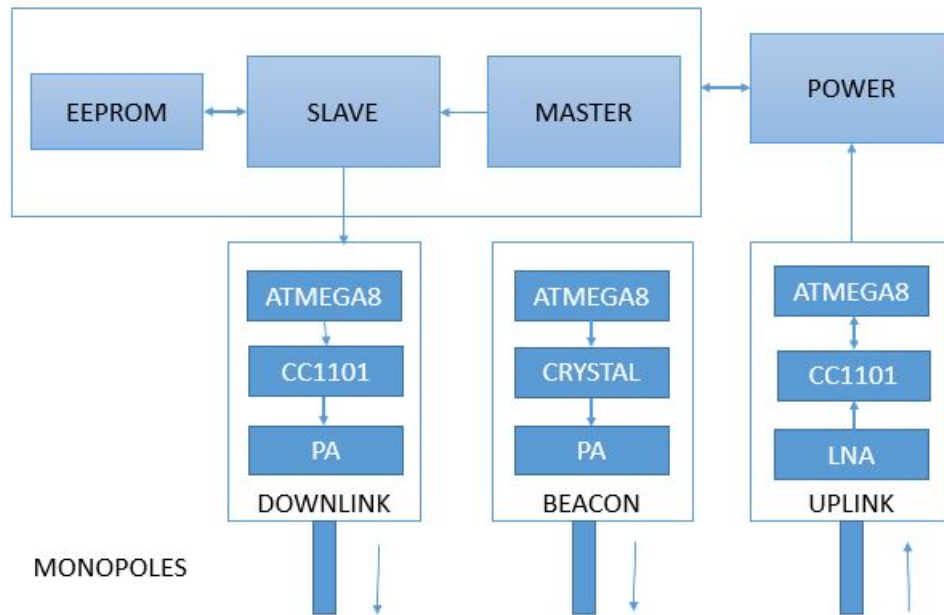 EEPROM
SLAVE
MASTER
POWER
ATMEGA8
CC1101
PA
DOWNLINK
ATMEGA8
CRYSTAL
PA
BEACON
ATMEGA8
CC1101
LNA
UPLINK
MONOPOLES